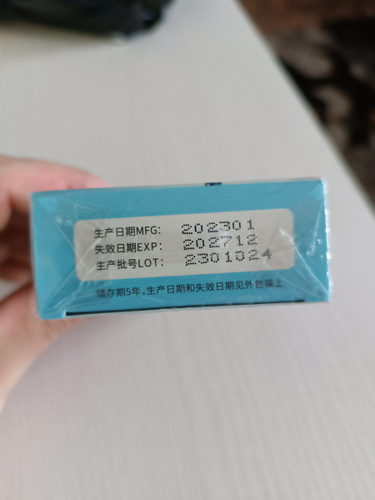 生产日期MFG: 202301
失效日期EXP: 202712
生产批号LOT: 2301024
储存期5年,生产日期和失效日期见外包装上